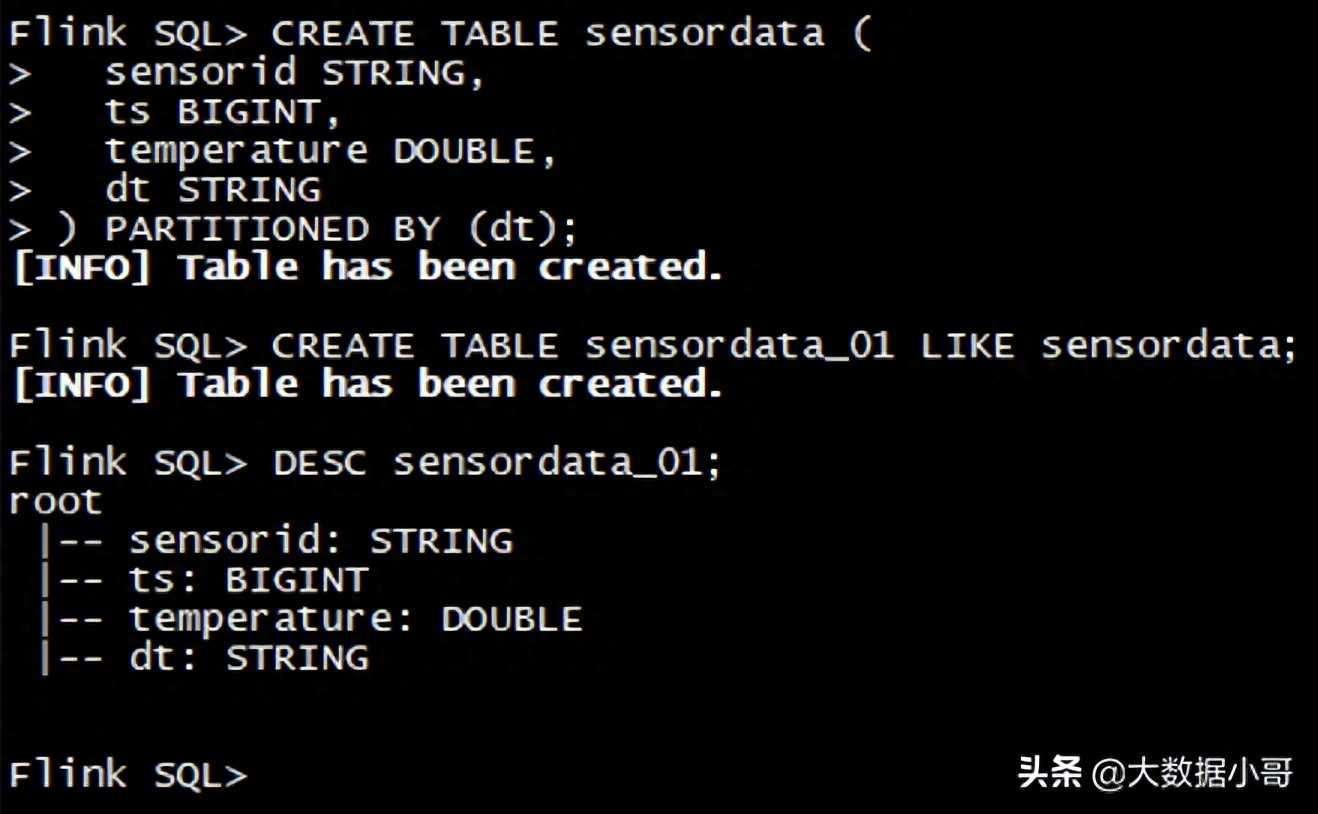 Flink SQL> CREATE TABLE sensordata (
>   sensorid STRING,
>   ts BIGINT,
>   temperature DOUBLE,
>   dt STRING
> ) PARTITIONED BY (dt);
[INFO] Table has been created.
Flink SQL> CREATE TABLE sensordata_01 LIKE sensordata;
[INFO] Table has been created.
Flink SQL> DESC sensordata_01;
root
 |-- sensorid: STRING
 |-- ts: BIGINT
 |-- temperature: DOUBLE
 |-- dt: STRING
Flink SQL>
头条 @大数据小哥